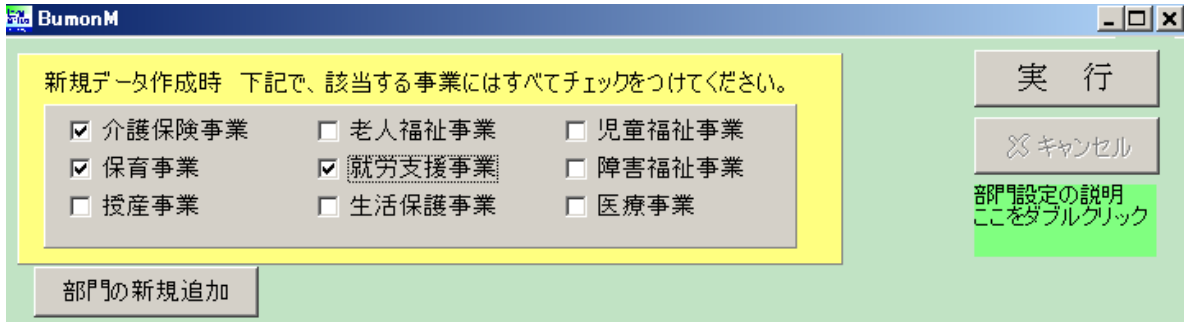 BumonM
新規データ作成時 下記で、該当する事業にはすべてチェックをつけてください。
介護保険事業 老人福祉事業 児童福祉事業
保育事業 就労支援事業 障害福祉事業
授産事業 生活保護事業 医療事業
部門の新規追加
実 行
キャンセル
部門設定の説明
ここをダブルクリック